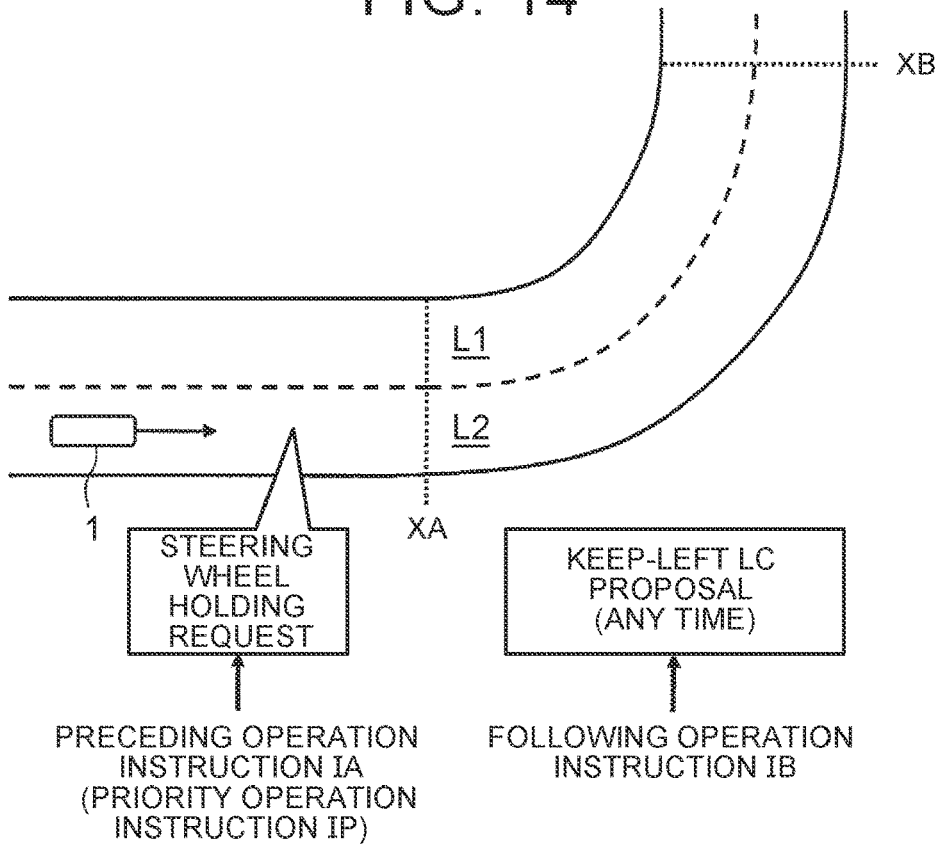 FIG. 14
XB
L1
L2
1
XA
STEERING
WHEEL
HOLDING
REQUEST
KEEP-LEFT LC
PROPOSAL
(ANY TIME)
PRECEDING OPERATION
INSTRUCTION IA
(PRIORITY OPERATION
INSTRUCTION IP)
FOLLOWING OPERATION
INSTRUCTION IB